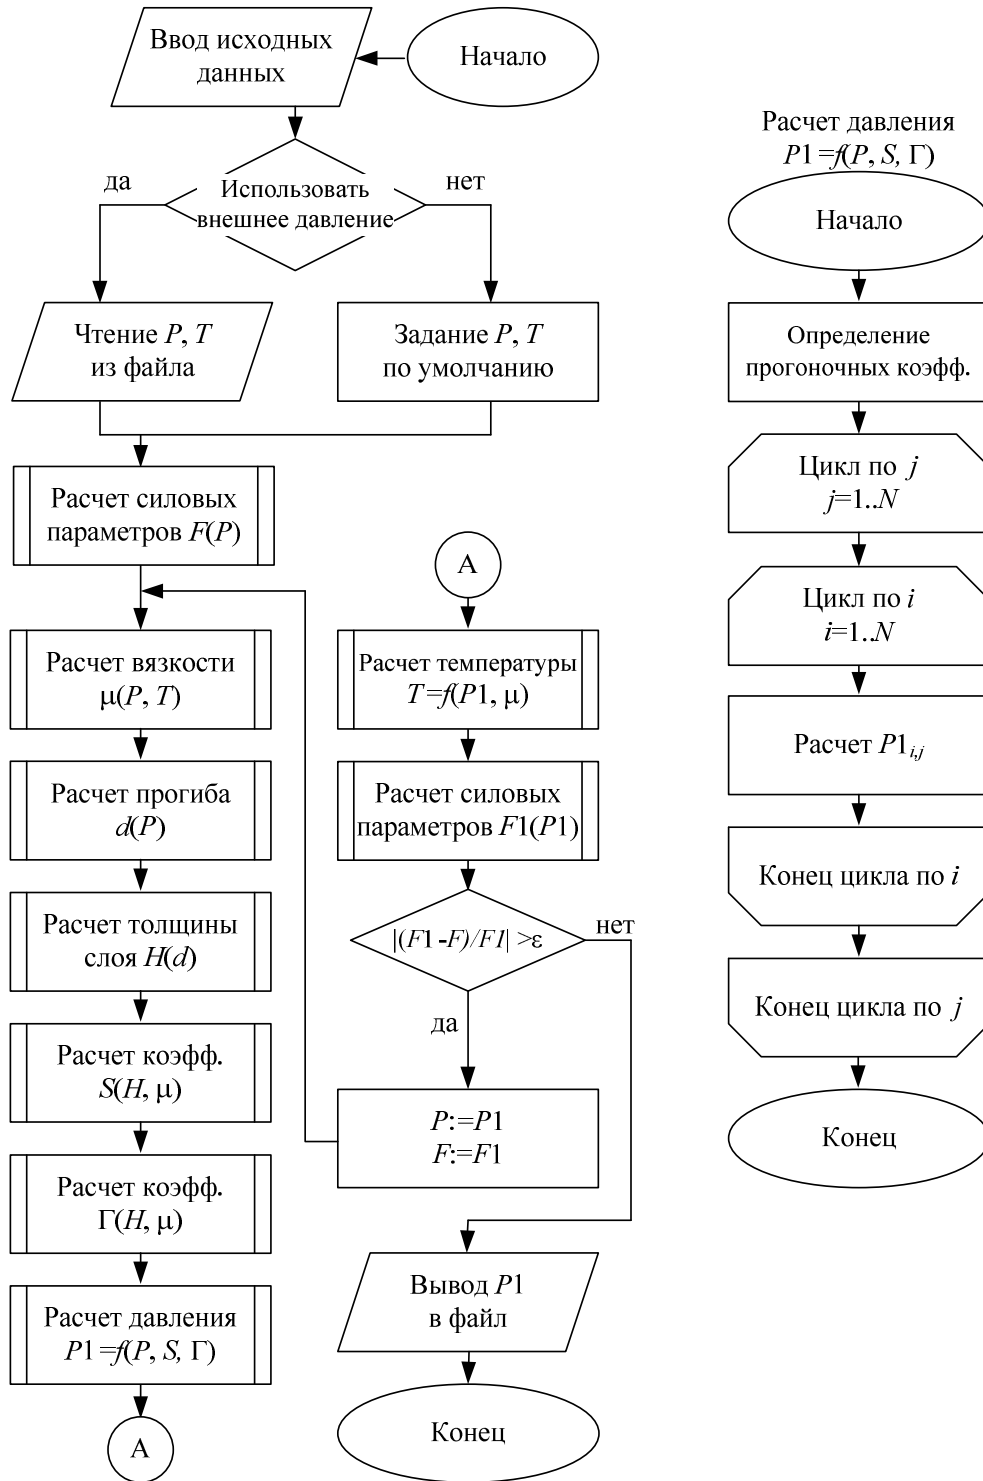 Начало
Ввод исходных
данных
Использовать
внешнее давление
да
нет
Чтение P, T
из файла
Задание P, T
по умолчанию
Расчет силовых
параметров F(P)
Расчет вязкости
μ(P, T)
Расчет прогиба
d(P)
Расчет толщины
слоя H(d)
Расчет коэфф.
S(H, μ)
Расчет коэфф.
Γ(H, μ)
Расчет давления
P1=f(P, S, Γ)
A
A
Расчет температуры
T=f(P1, μ)
Расчет силовых
параметров F1(P1)
|(F1-F)/F1| >ε
нет
да
P:=P1
F:=F1
Вывод P1
в файл
Конец
Расчет давления
P1=f(P, S, Γ)
Начало
Определение
прогоночных коэфф.
Цикл по j
j=1..N
Цикл по i
i=1..N
Расчет P1i,j
Конец цикла по i
Конец цикла по j
Конец